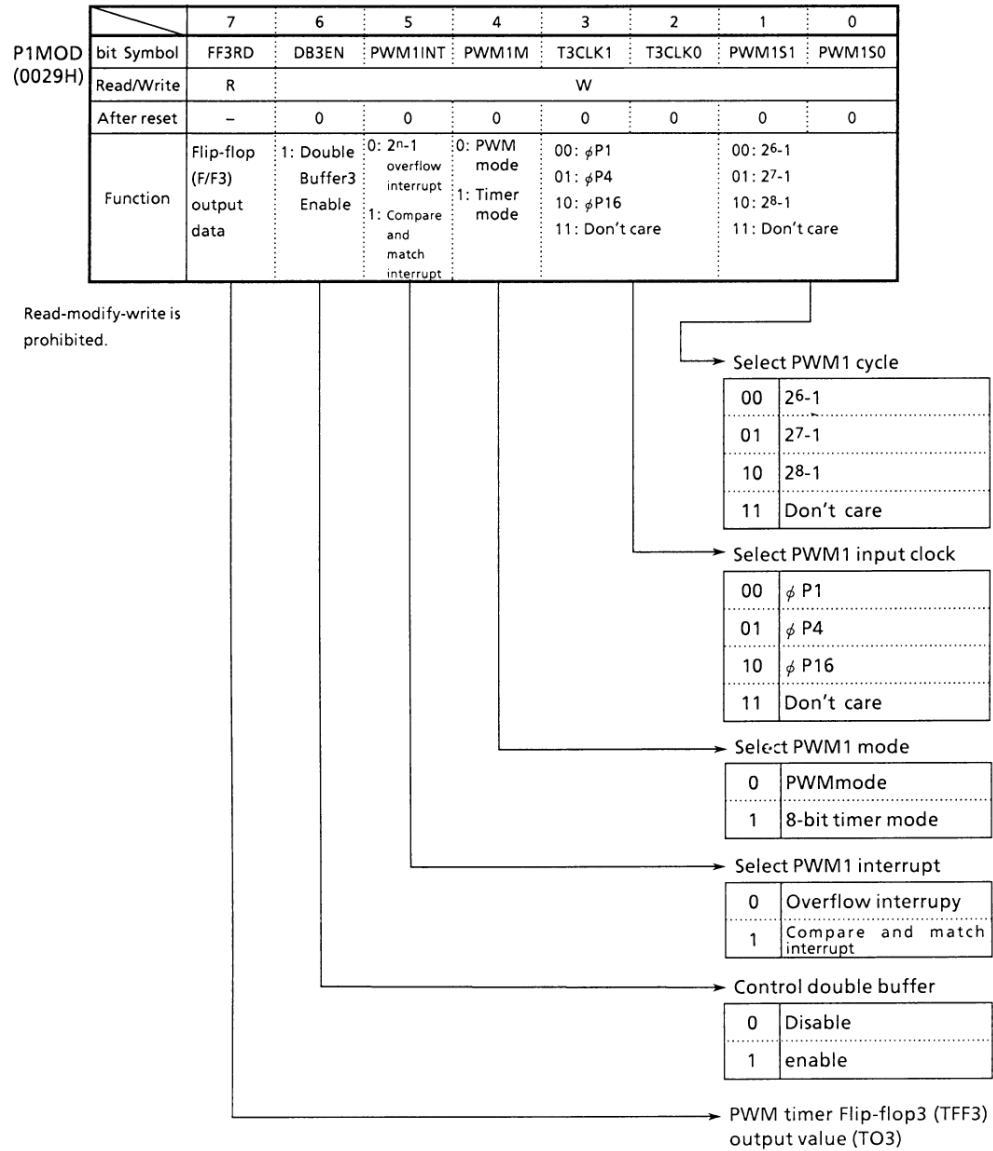 7 6 5 4 3 2 1 0
P1MOD (0029H)
bit Symbol FF3RD DB3EN PWM1INT PWM1M T3CLK1 T3CLK0 PWM1S1 PWM1S0
Read/Write R W
After reset – 0 0 0 0 0 0 0
Function
Flip-flop
(F/F3)
output
data
1: Double
Buffer3
Enable
0: 2n-1
overflow
interrupt
1: Compare
and
match
interrupt
0: PWM
mode
1: Timer
mode
00: φP1
01: φP4
10: φP16
11: Don't care
00: 26-1
01: 27-1
10: 28-1
11: Don't care
Read-modify-write is
prohibited.
Select PWM1 cycle
00 26-1
01 27-1
10 28-1
11 Don't care
Select PWM1 input clock
00 φ P1
01 φ P4
10 φ P16
11 Don't care
Select PWM1 mode
0 PWMmode
1 8-bit timer mode
Select PWM1 interrupt
0 Overflow interrupy
1 Compare and match
interrupt
Control double buffer
0 Disable
1 enable
PWM timer Flip-flop3 (TFF3)
output value (TO3)